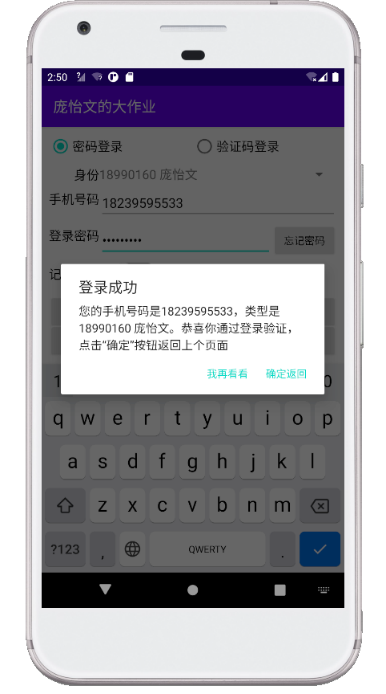 2:50
庞怡文的大作业
密码登录 验证码登录
身份18990160 庞怡文
手机号码 18239595533
登录密码 ········· 忘记密码
记
登录成功
您的手机号码是18239595533，类型是
18990160 庞怡文。恭喜你通过登录验证，
点击“确定”按钮返回上个页面
我再看看 确定返回
1 0
q w e r t y u i o p
a s d f g h j k l
z x c v b n m
?123 , QWERTY .